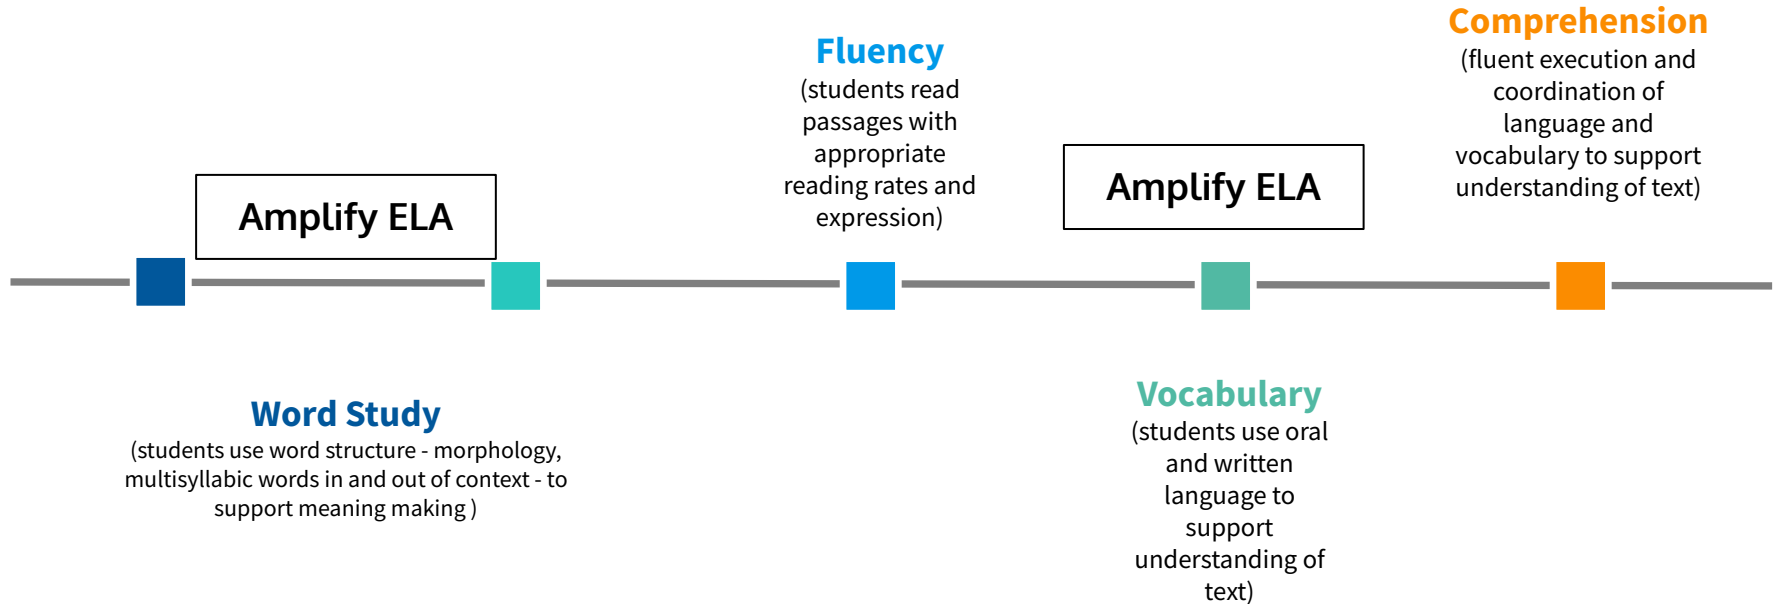 Amplify ELA
Word Study
(students use word structure - morphology,
multisyllabic words in and out of context - to
support meaning making )
Fluency
(students read
passages with
appropriate
reading rates and
expression)
Amplify ELA
Vocabulary
(students use oral
and written
language to
support
understanding of
text)
Comprehension
(fluent execution and
coordination of
language and
vocabulary to support
understanding of text)